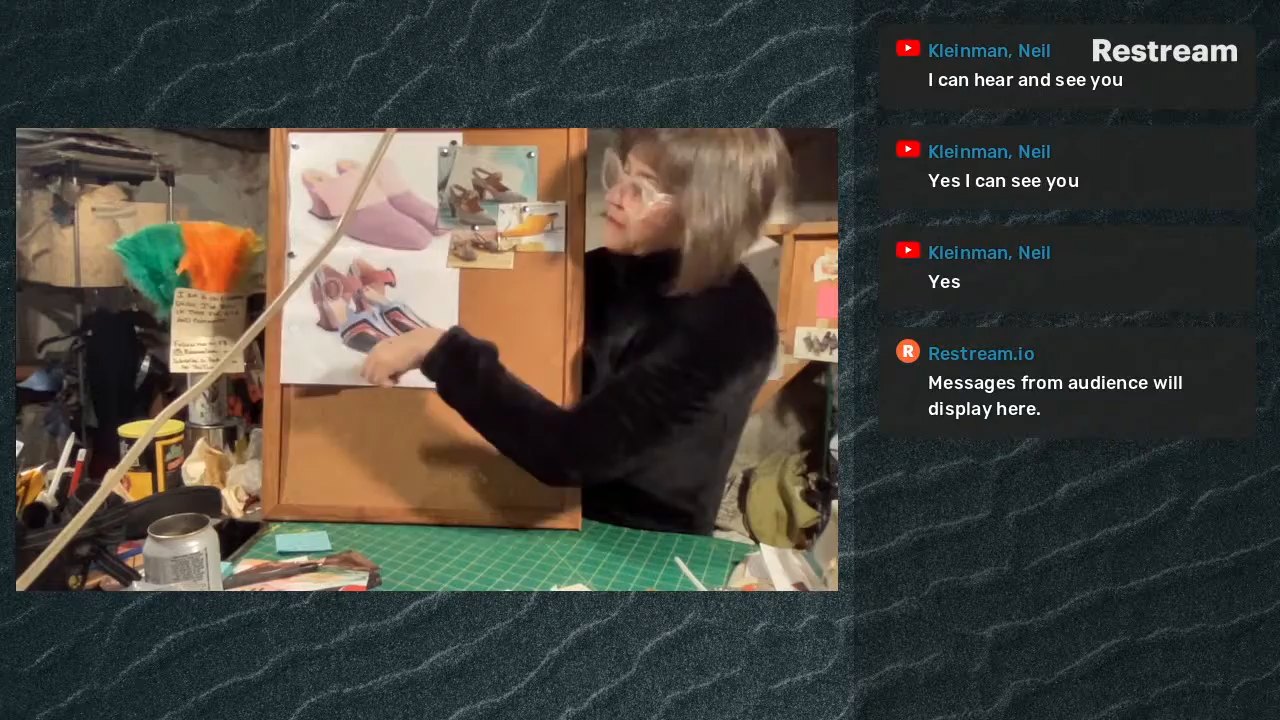 Restream
Kleinman, Neil
I can hear and see you
Kleinman, Neil
Yes I can see you
Kleinman, Neil
Yes
R
Restream.io
Messages from audience will
display here.